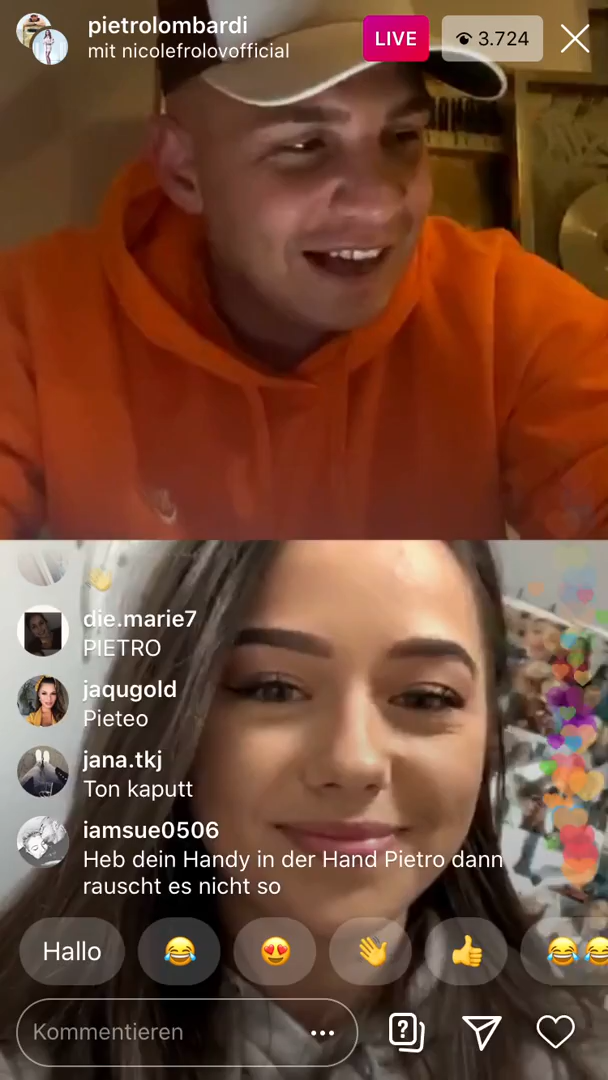 pietrolombardi
mit nicolefrolovofficial
LIVE
3.724
die.marie7
PIETRO
jaqugold
Pieteo
jana.tkj
Ton kaputt
iamsue0506
Heb dein Handy in der Hand Pietro dann
rauscht es nicht so
Hallo
Kommentieren